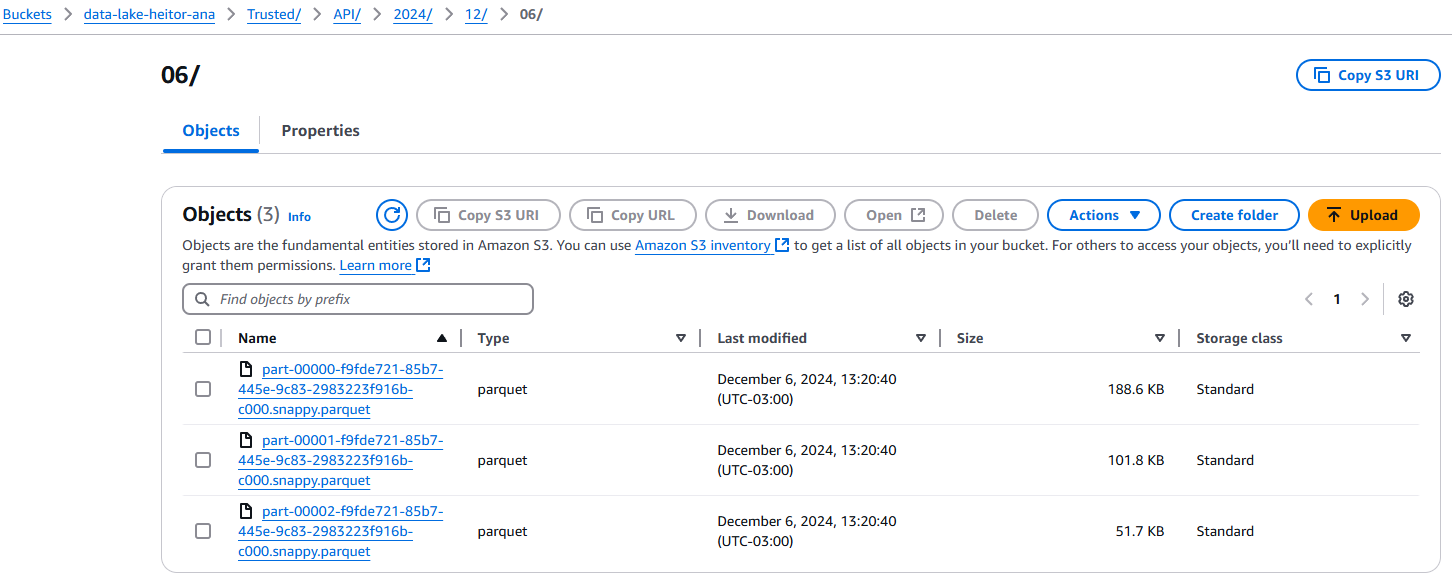 Buckets > data-lake-heitor-ana > Trusted/ > API/ > 2024/ > 12/ > 06/
06/
Copy S3 URI
Objects
Properties
Objects (3) Info
Copy S3 URI
Copy URL
Download
Open
Delete
Actions
Create folder
Upload
Objects are the fundamental entities stored in Amazon S3. You can use Amazon S3 inventory to get a list of all objects in your bucket. For others to access your objects, you'll need to explicitly
grant them permissions. Learn more
Find objects by prefix
1
Name
Type
Last modified
Size
Storage class
part-00000-f9fde721-85b7-
445e-9c83-2983223f916b-
c000.snappy.parquet
parquet
December 6, 2024, 13:20:40
(UTC-03:00)
188.6 KB
Standard
part-00001-f9fde721-85b7-
445e-9c83-2983223f916b-
c000.snappy.parquet
parquet
December 6, 2024, 13:20:40
(UTC-03:00)
101.8 KB
Standard
part-00002-f9fde721-85b7-
445e-9c83-2983223f916b-
c000.snappy.parquet
parquet
December 6, 2024, 13:20:40
(UTC-03:00)
51.7 KB
Standard